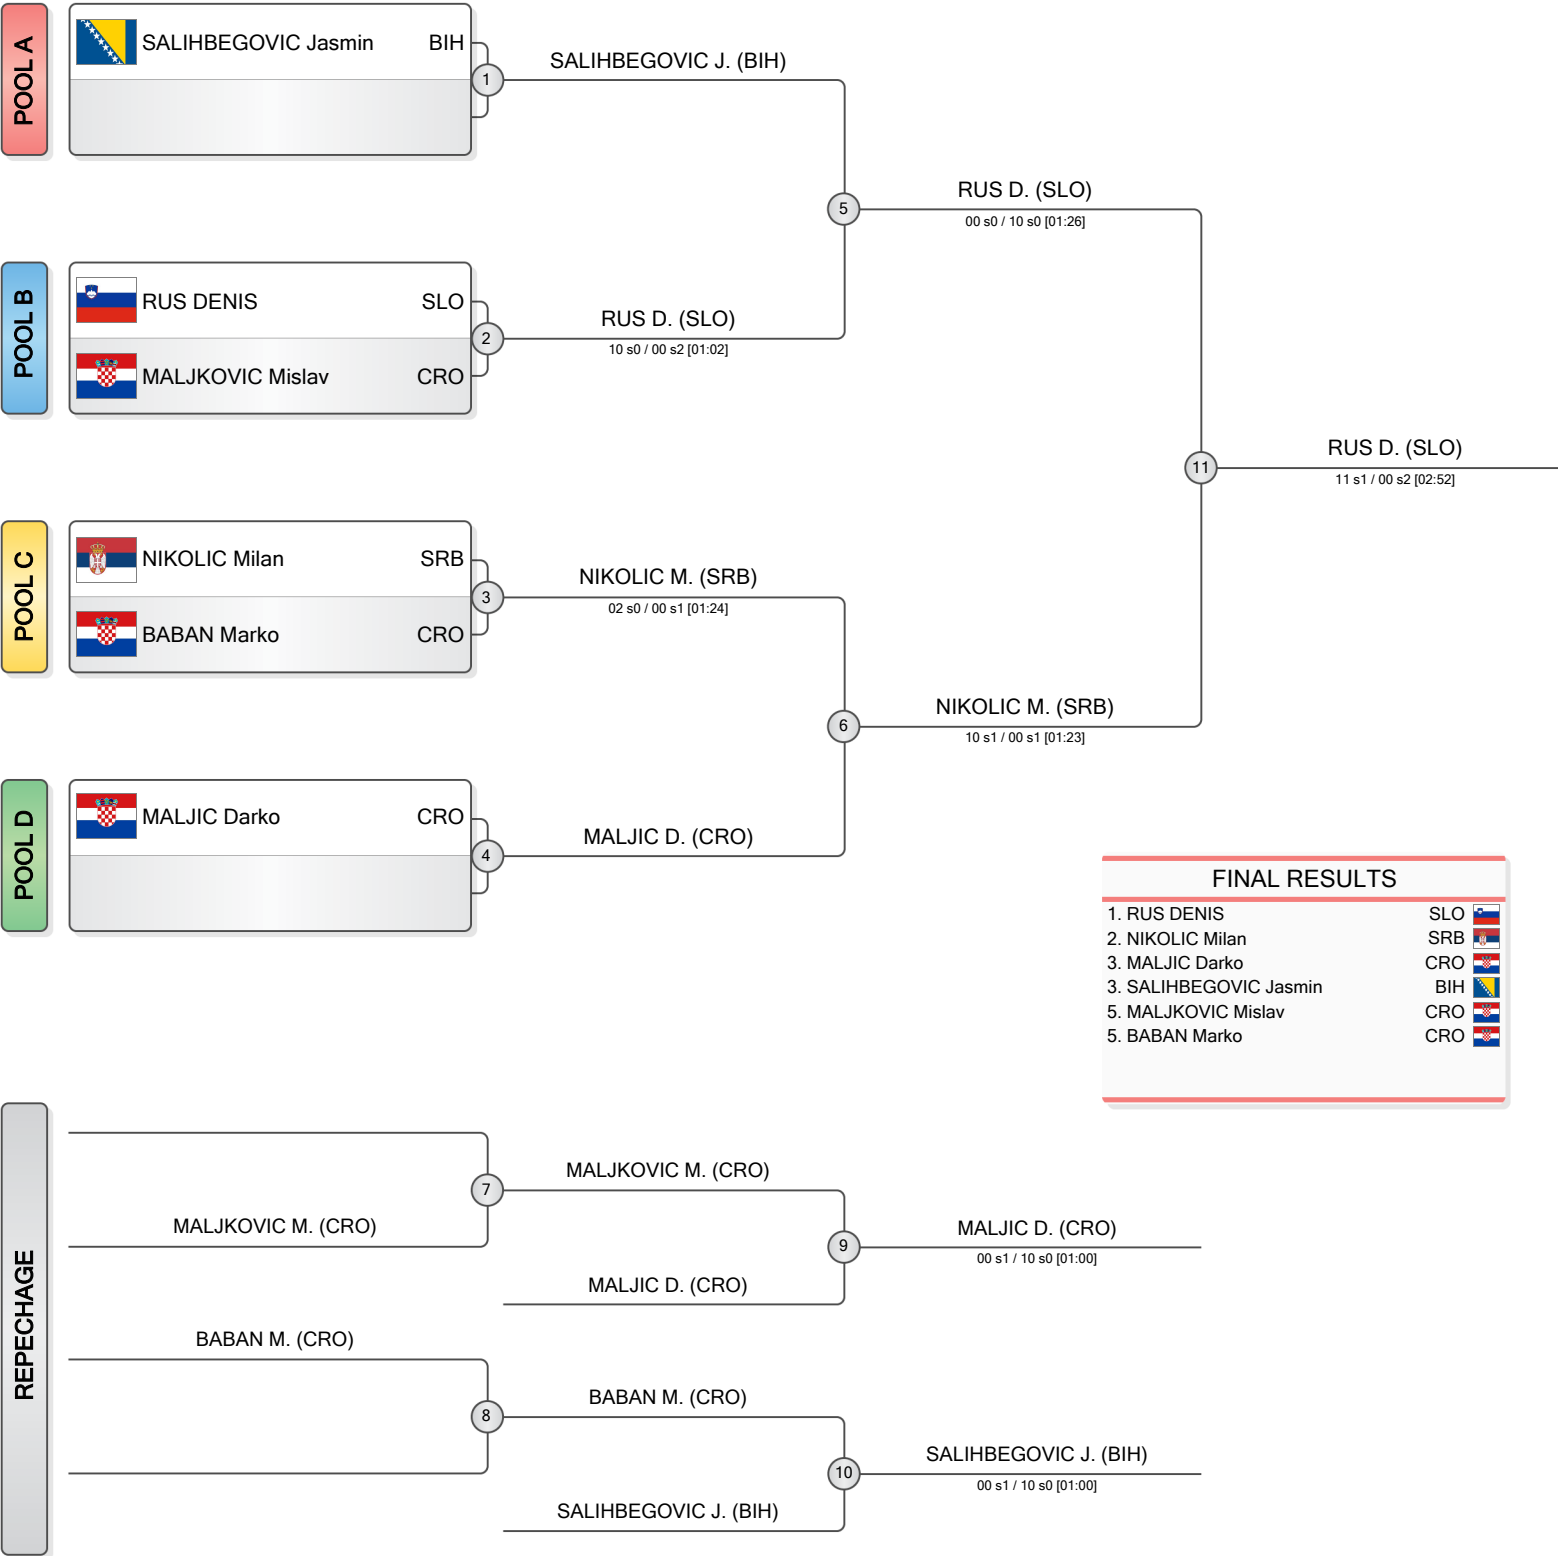 POOL A
SALIHBEGOVIC Jasmin BIH
1
SALIHBEGOVIC J. (BIH)
5
RUS D. (SLO)
00 s0 / 10 s0 [01:26]
POOL B
RUS DENIS SLO
MALJKOVIC Mislav CRO
2
RUS D. (SLO)
10 s0 / 00 s2 [01:02]
11
RUS D. (SLO)
11 s1 / 00 s2 [02:52]
POOL C
NIKOLIC Milan SRB
BABAN Marko CRO
3
NIKOLIC M. (SRB)
02 s0 / 00 s1 [01:24]
6
NIKOLIC M. (SRB)
10 s1 / 00 s1 [01:23]
POOL D
MALJIC Darko CRO
4
MALJIC D. (CRO)
FINAL RESULTS
1. RUS DENIS SLO
2. NIKOLIC Milan SRB
3. MALJIC Darko CRO
3. SALIHBEGOVIC Jasmin BIH
5. MALJKOVIC Mislav CRO
5. BABAN Marko CRO
REPECHAGE
MALJKOVIC M. (CRO)
7
MALJKOVIC M. (CRO)
MALJIC D. (CRO)
9
MALJIC D. (CRO)
00 s1 / 10 s0 [01:00]
BABAN M. (CRO)
8
BABAN M. (CRO)
SALIHBEGOVIC J. (BIH)
10
SALIHBEGOVIC J. (BIH)
00 s1 / 10 s0 [01:00]